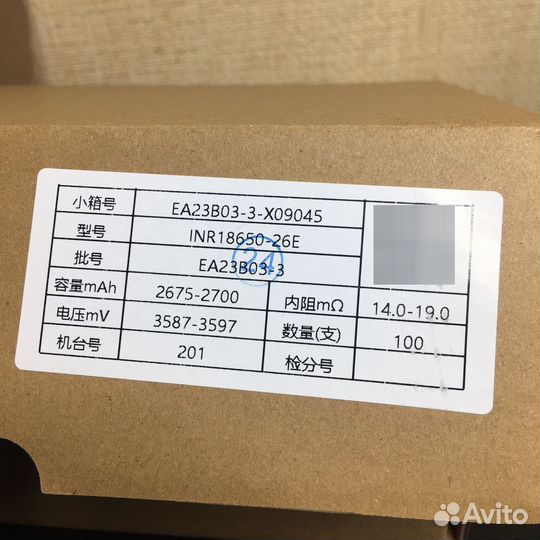 小箱号 EA23B03-3-X09045
型号 INR18650-26E
批号 EA23B03-3
24
容量mAh 2675-2700 内阻mΩ 14.0-19.0
电压mV 3587-3597 数量(支) 100
机台号 201 检分号
Avito